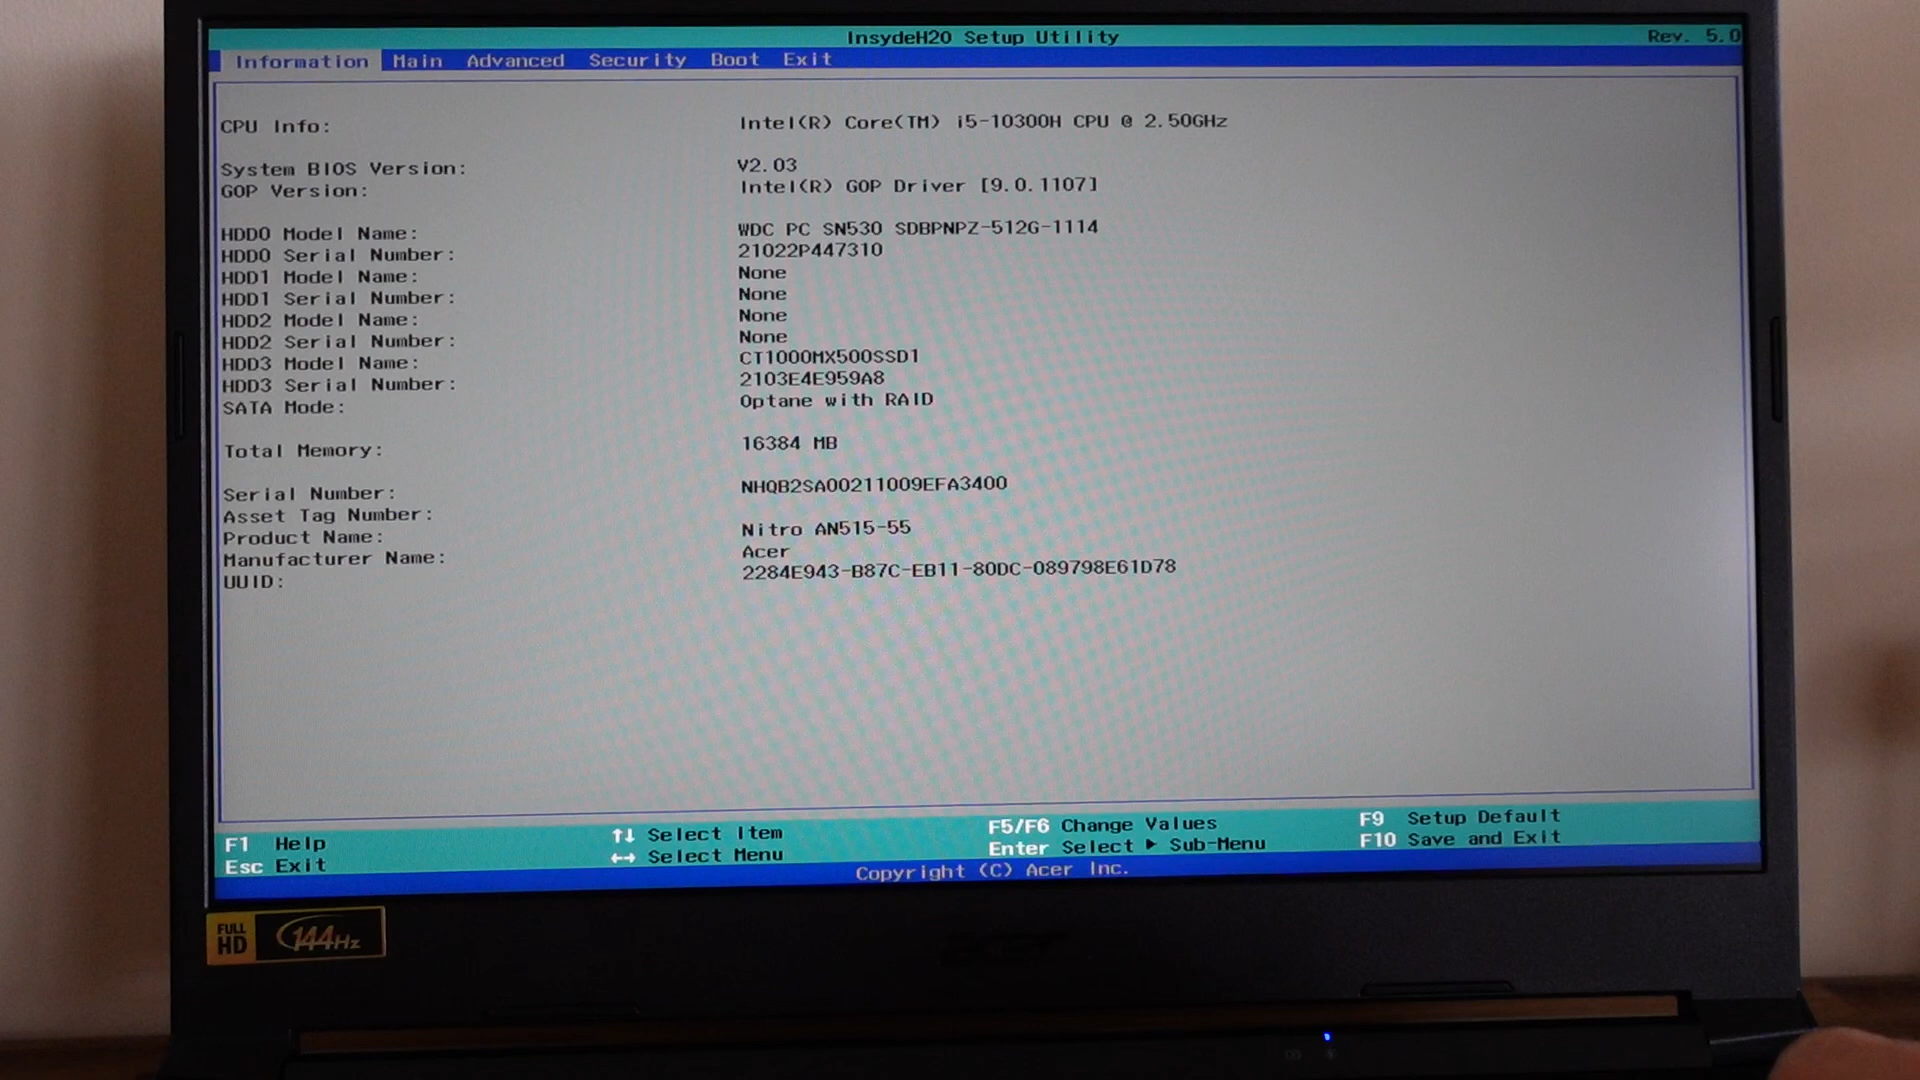 InsydeH20 Setup Utility Rev. 5.0
Information Main Advanced Security Boot Exit
CPU Info: Intel(R) Core(TM) i5-10300H CPU @ 2.50GHz
System BIOS Version: V2.03
GOP Version: Intel(R) GOP Driver [9.0.1107]
HDD0 Model Name: WDC PC SN530 SDBPNPZ-512G-1114
HDD0 Serial Number: 21022P447310
HDD1 Model Name: None
HDD1 Serial Number: None
HDD2 Model Name: None
HDD2 Serial Number: None
HDD3 Model Name: CT1000MX500SSD1
HDD3 Serial Number: 2103E4E959A8
SATA Mode: Optane with RAID
Total Memory: 16384 MB
Serial Number: NHQB2SA00211009EFA3400
Asset Tag Number:
Product Name: Nitro AN515-55
Manufacturer Name: Acer
UUID: 2284E943-B87C-EB11-80DC-089798E61D78
F1 Help ↑↓ Select Item F5/F6 Change Values F9 Setup Default
Esc Exit ↔ Select Menu Enter Select ▶ Sub-Menu F10 Save and Exit
Copyright (C) Acer Inc.
FULL HD 144Hz
acer